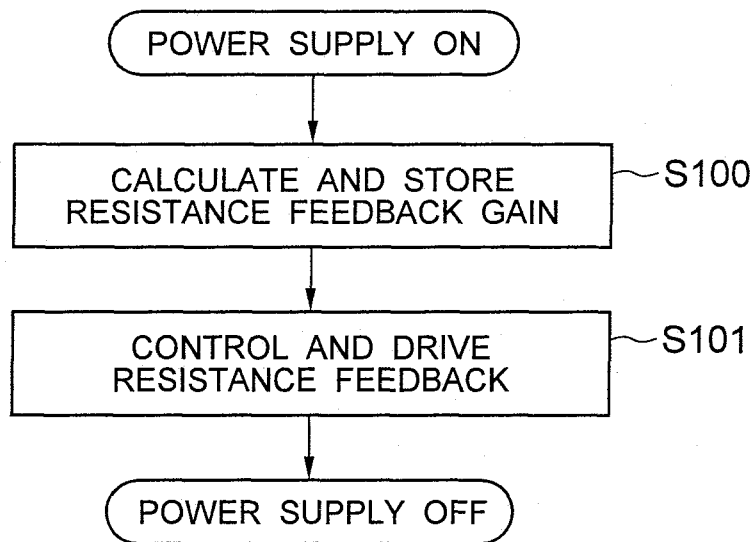 POWER SUPPLY ON
CALCULATE AND STORE
RESISTANCE FEEDBACK GAIN
S100
CONTROL AND DRIVE
RESISTANCE FEEDBACK
S101
POWER SUPPLY OFF